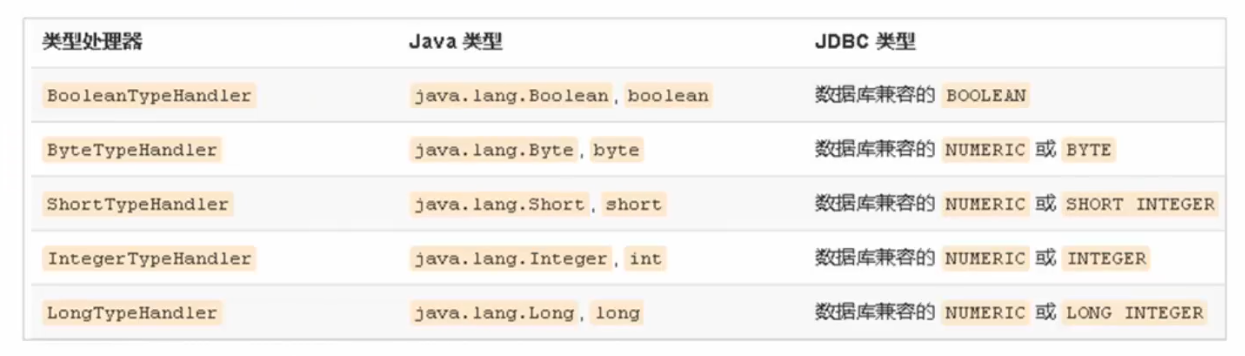 类型处理器 Java 类型 JDBC 类型
BooleanTypeHandler java.lang.Boolean, boolean 数据库兼容的 BOOLEAN
ByteTypeHandler java.lang.Byte, byte 数据库兼容的 NUMERIC 或 BYTE
ShortTypeHandler java.lang.Short, short 数据库兼容的 NUMERIC 或 SHORT INTEGER
IntegerTypeHandler java.lang.Integer, int 数据库兼容的 NUMERIC 或 INTEGER
LongTypeHandler java.lang.Long, long 数据库兼容的 NUMERIC 或 LONG INTEGER